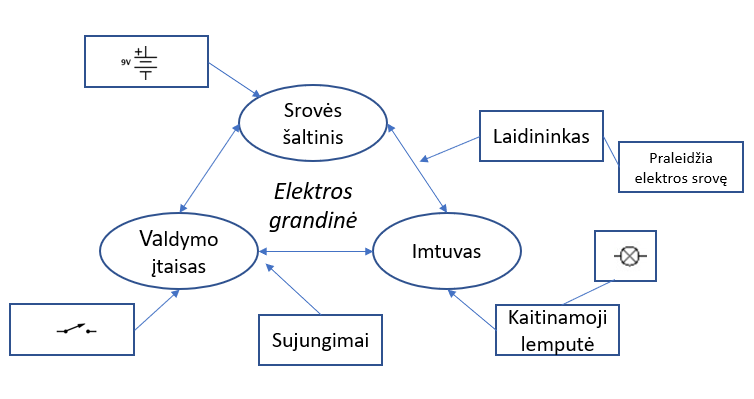 +
9V
Srovės
šaltinis
Laidininkas
Praleidžia
elektros srovę
Elektros
grandinė
Valdymo
įtaisas
Imtuvas
Kaitinamoji
lemputė
Sujungimai